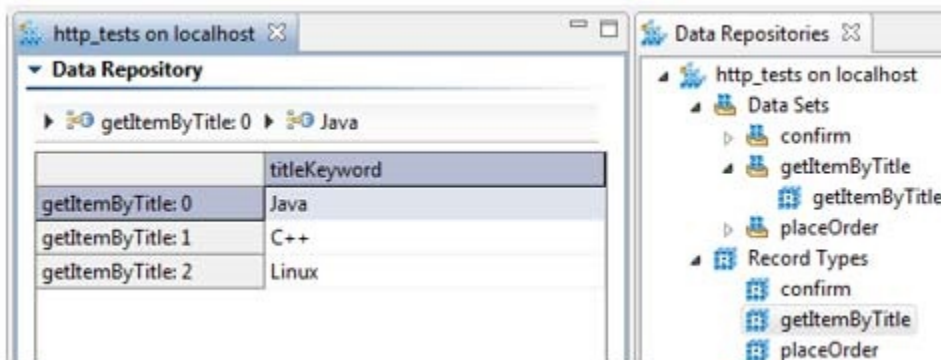 http_tests on localhost
Data Repository
getItemByTitle: 0 Java
titleKeyword
getItemByTitle: 0 Java
getItemByTitle: 1 C++
getItemByTitle: 2 Linux
Data Repositories
http_tests on localhost
Data Sets
confirm
getItemByTitle
getItemByTitle
placeOrder
Record Types
confirm
getItemByTitle
placeOrder